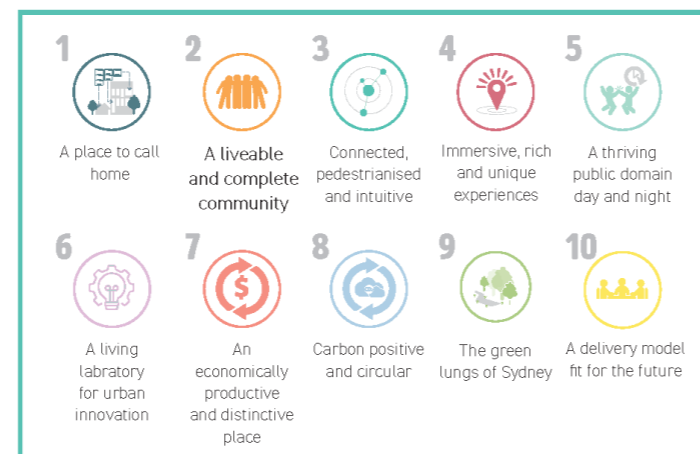 1
A place to call
home
2
A liveable
and complete
community
3
Connected,
pedestrianised
and intuitive
4
Immersive, rich
and unique
experiences
5
A thriving
public domain
day and night
6
A living
labratory
for urban
innovation
7
$
An
economically
productive
and distinctive
place
8
Carbon positive
and circular
9
The green
lungs of Sydney
10
A delivery model
fit for the future